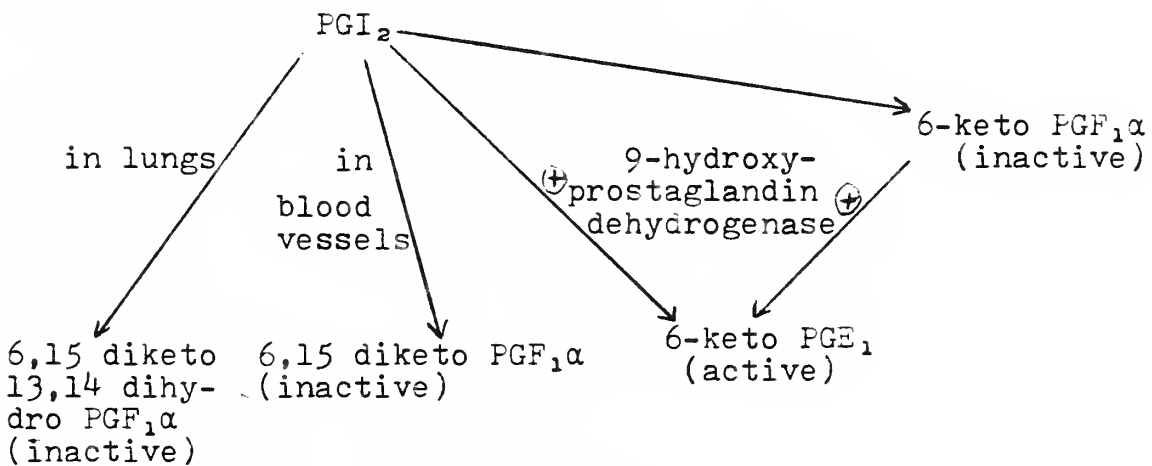 PGI₂
6-keto PGF₁α
(inactive)
in lungs
in
blood
vessels
9-hydroxy-
⊕prostaglandin ⊕
dehydrogenase
6,15 diketo
13,14 dihy-
dro PGF₁α
(inactive)
6,15 diketo PGF₁α
(inactive)
6-keto PGE₁
(active)